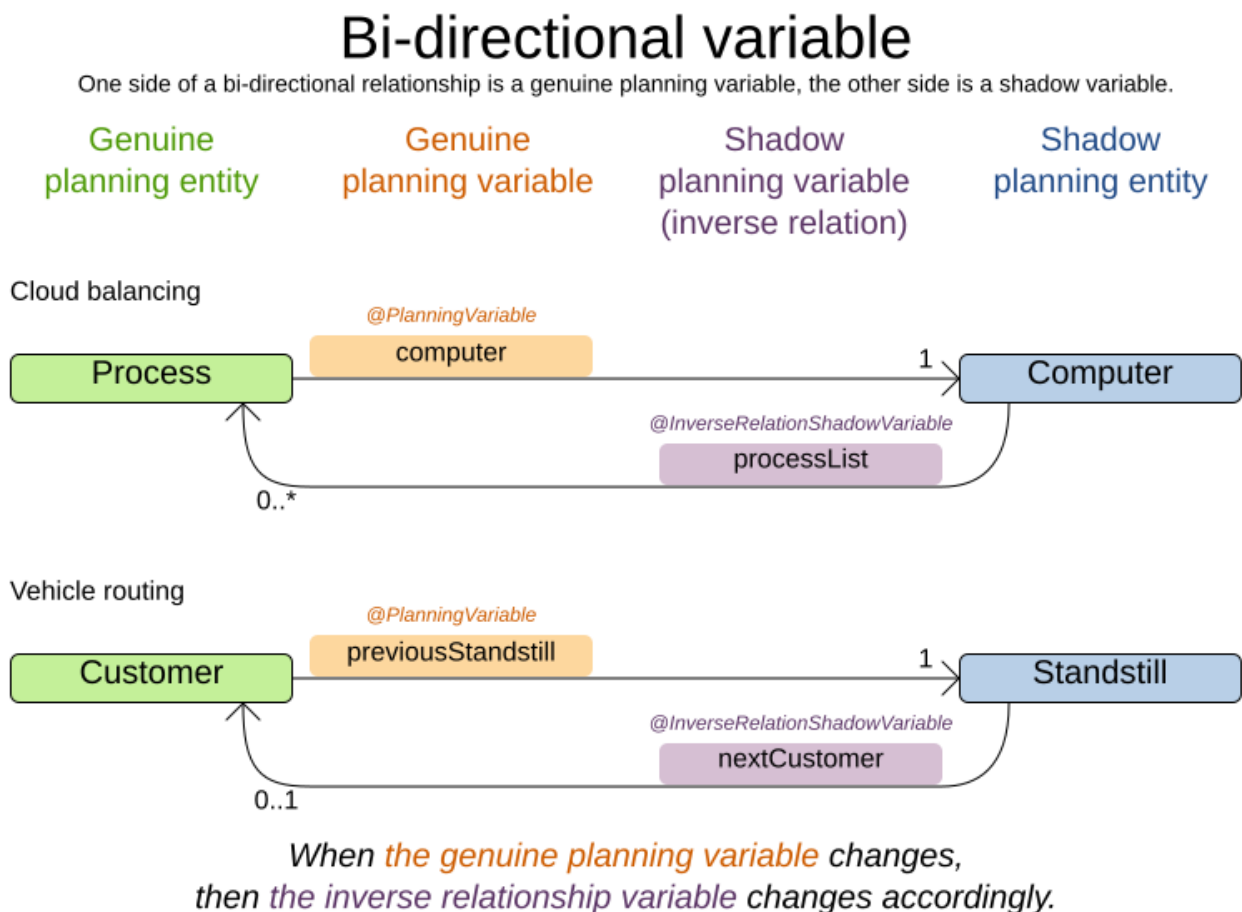 Bi-directional variable
One side of a bi-directional relationship is a genuine planning variable, the other side is a shadow variable.
Genuine
planning entity
Genuine
planning variable
Shadow
planning variable
(inverse relation)
Shadow
planning entity
Cloud balancing
@PlanningVariable
computer
Process
1
Computer
@InverseRelationShadowVariable
processList
0..*
Vehicle routing
@PlanningVariable
previousStandstill
Customer
1
Standstill
@InverseRelationShadowVariable
nextCustomer
0..1
When the genuine planning variable changes,
then the inverse relationship variable changes accordingly.